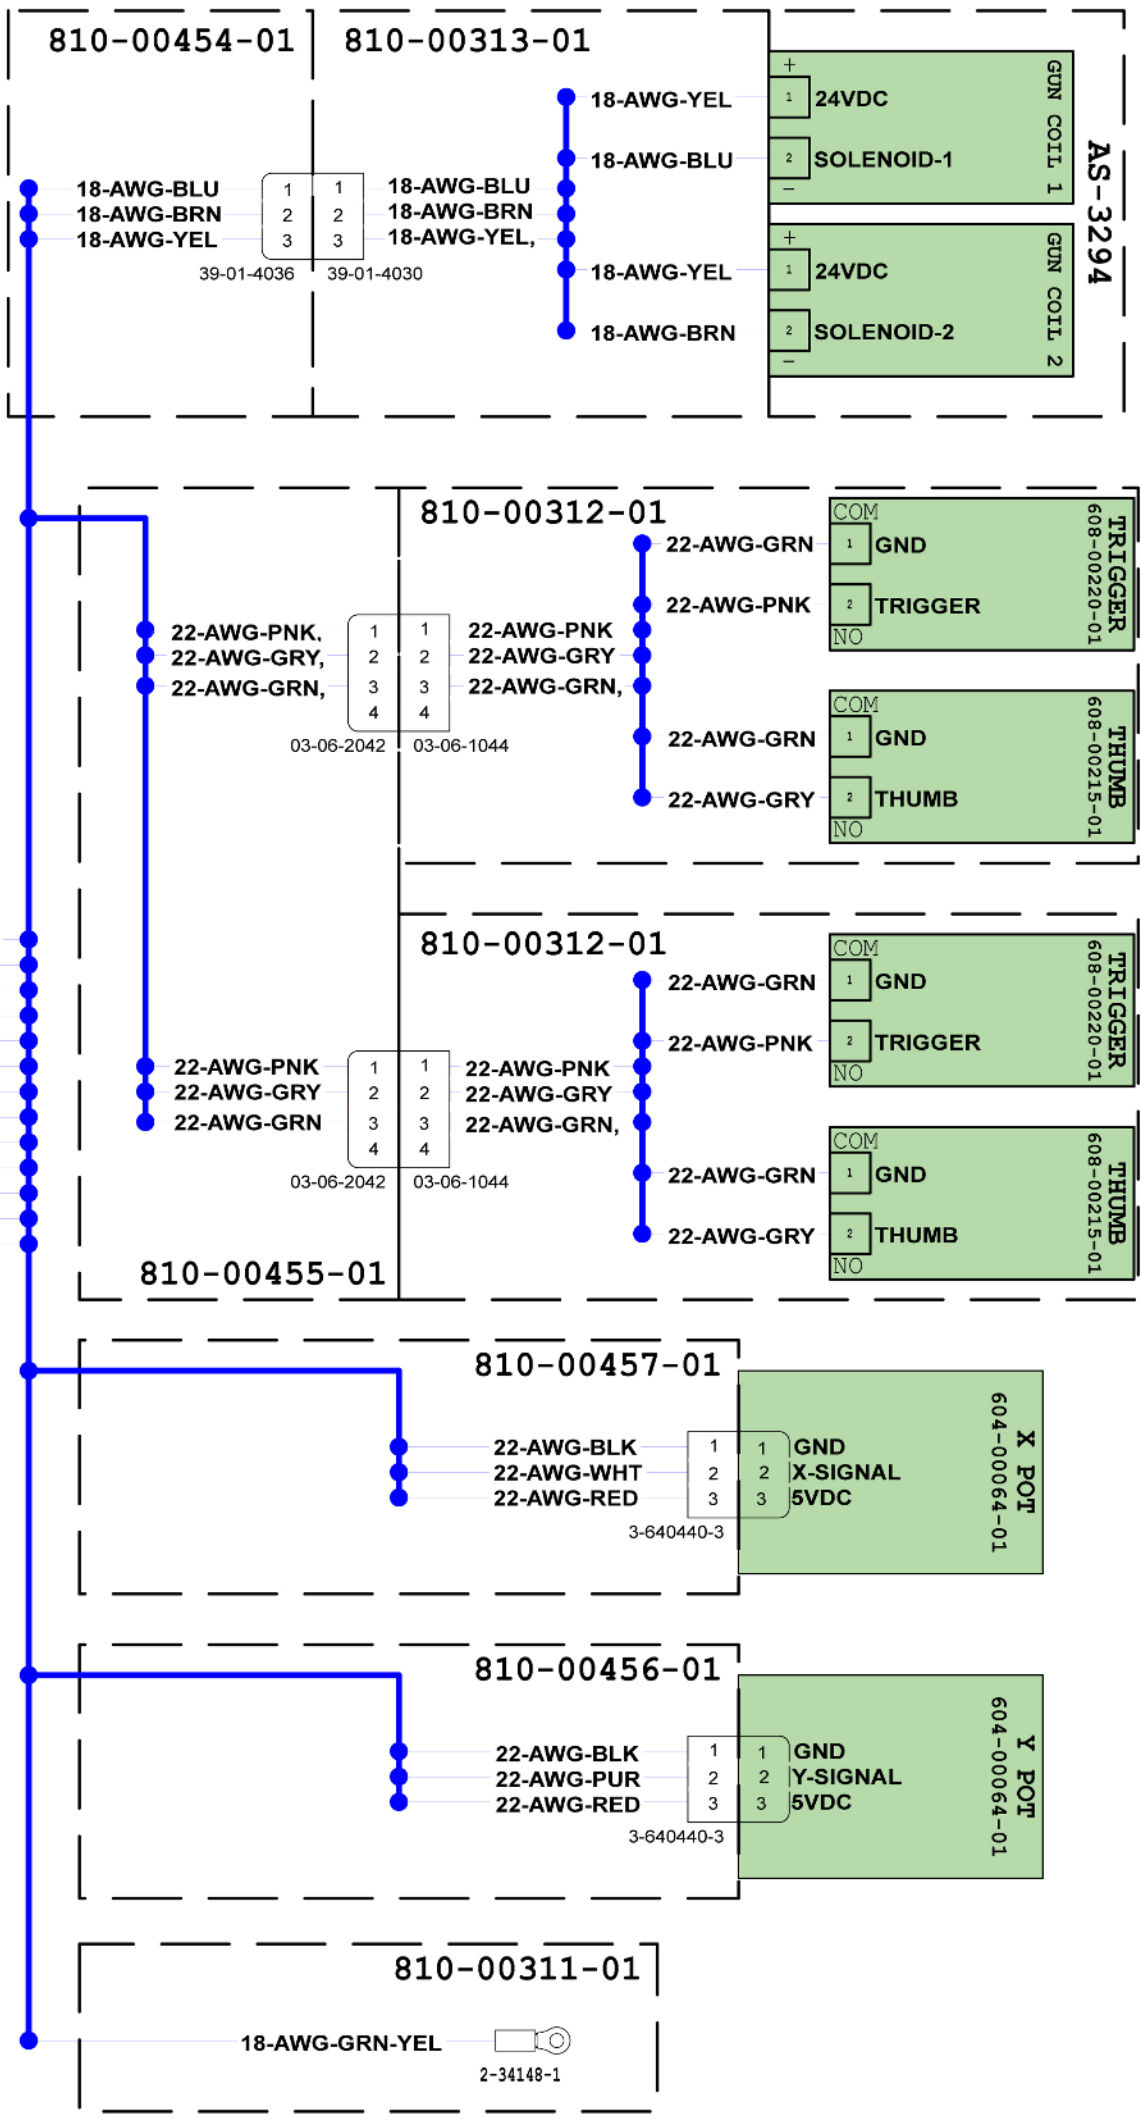 810-00454-01
810-00313-01
18-AWG-YEL
+
1
24VDC
18-AWG-BLU
2
SOLENOID-1
−
GUN COIL 1
AS-3294
18-AWG-BLU
1
1
18-AWG-BLU
18-AWG-BRN
2
2
18-AWG-BRN
18-AWG-YEL
3
3
18-AWG-YEL,
39-01-4036
39-01-4030
+
18-AWG-YEL
1
24VDC
18-AWG-BRN
2
SOLENOID-2
−
GUN COIL 2
810-00312-01
COM
22-AWG-GRN
1
GND
22-AWG-PNK
2
TRIGGER
NO
TRIGGER
608-00220-01
22-AWG-PNK,
1
1
22-AWG-PNK
22-AWG-GRY,
2
2
22-AWG-GRY
22-AWG-GRN,
3
3
22-AWG-GRN,
4
4
03-06-2042
03-06-1044
COM
22-AWG-GRN
1
GND
22-AWG-GRY
2
THUMB
NO
THUMB
608-00215-01
810-00312-01
COM
22-AWG-GRN
1
GND
22-AWG-PNK
2
TRIGGER
NO
TRIGGER
608-00220-01
22-AWG-PNK
1
1
22-AWG-PNK
22-AWG-GRY
2
2
22-AWG-GRY
22-AWG-GRN
3
3
22-AWG-GRN,
4
4
03-06-2042
03-06-1044
COM
22-AWG-GRN
1
GND
22-AWG-GRY
2
THUMB
NO
THUMB
608-00215-01
810-00455-01
810-00457-01
22-AWG-BLK
1
1
GND
22-AWG-WHT
2
2
X-SIGNAL
22-AWG-RED
3
3
5VDC
3-640440-3
X POT
604-00064-01
810-00456-01
22-AWG-BLK
1
1
GND
22-AWG-PUR
2
2
Y-SIGNAL
22-AWG-RED
3
3
5VDC
3-640440-3
Y POT
604-00064-01
810-00311-01
18-AWG-GRN-YEL
2-34148-1